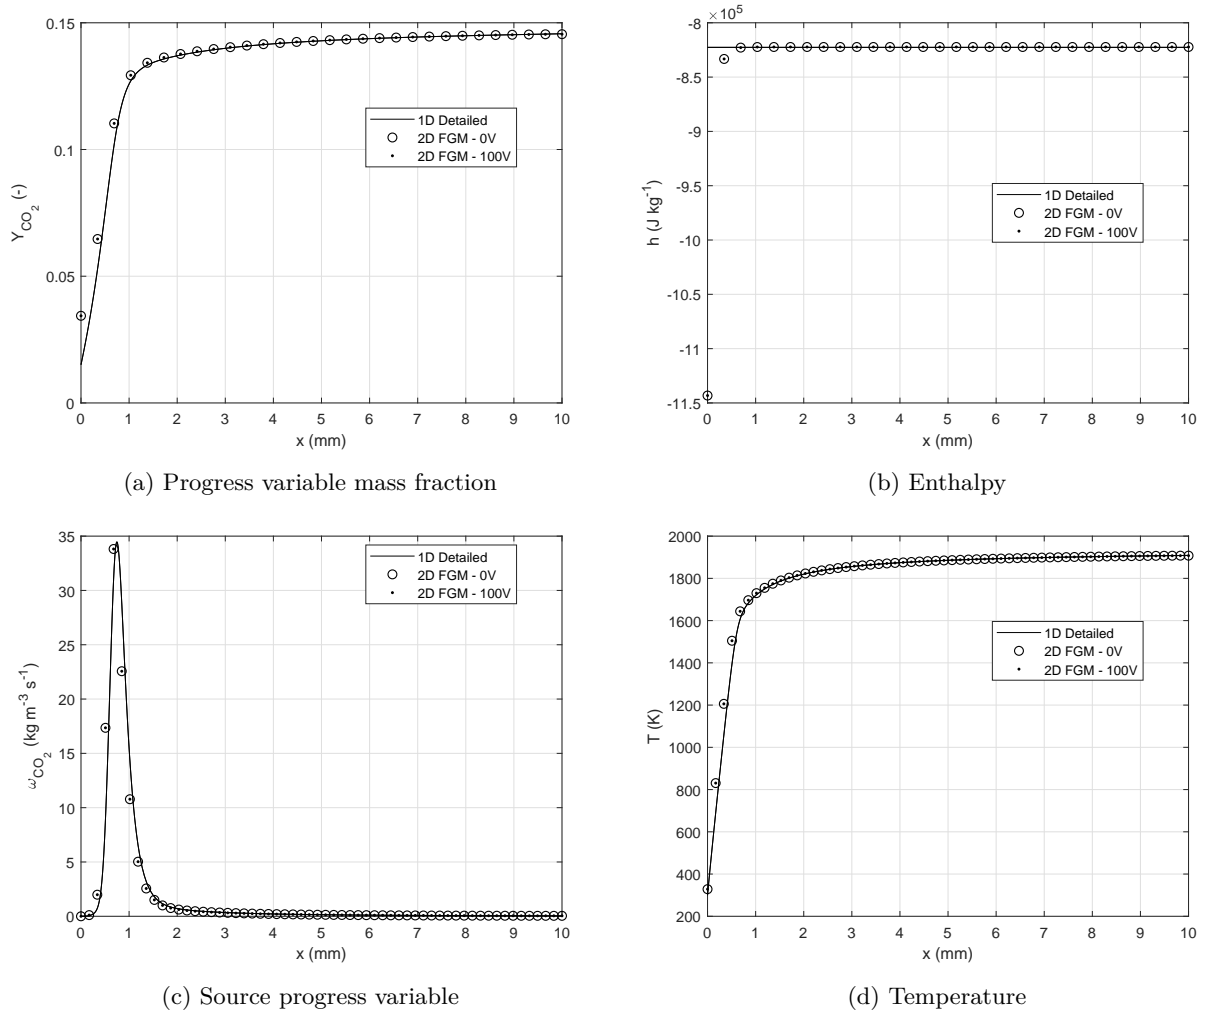 0.15
0.1
0.05
0
Y_CO2 (-)
1D Detailed
2D FGM - 0V
2D FGM - 100V
0 1 2 3 4 5 6 7 8 9 10
x (mm)
(a) Progress variable mass fraction
×10^5
-8
-8.5
-9
-9.5
-10
-10.5
-11
-11.5
h (J kg^-1)
1D Detailed
2D FGM - 0V
2D FGM - 100V
0 1 2 3 4 5 6 7 8 9 10
x (mm)
(b) Enthalpy
35
30
25
20
15
10
5
0
ω_CO2 (kg m^-3 s^-1)
1D Detailed
2D FGM - 0V
2D FGM - 100V
0 1 2 3 4 5 6 7 8 9 10
x (mm)
(c) Source progress variable
2000
1800
1600
1400
1200
1000
800
600
400
200
T (K)
1D Detailed
2D FGM - 0V
2D FGM - 100V
0 1 2 3 4 5 6 7 8 9 10
x (mm)
(d) Temperature